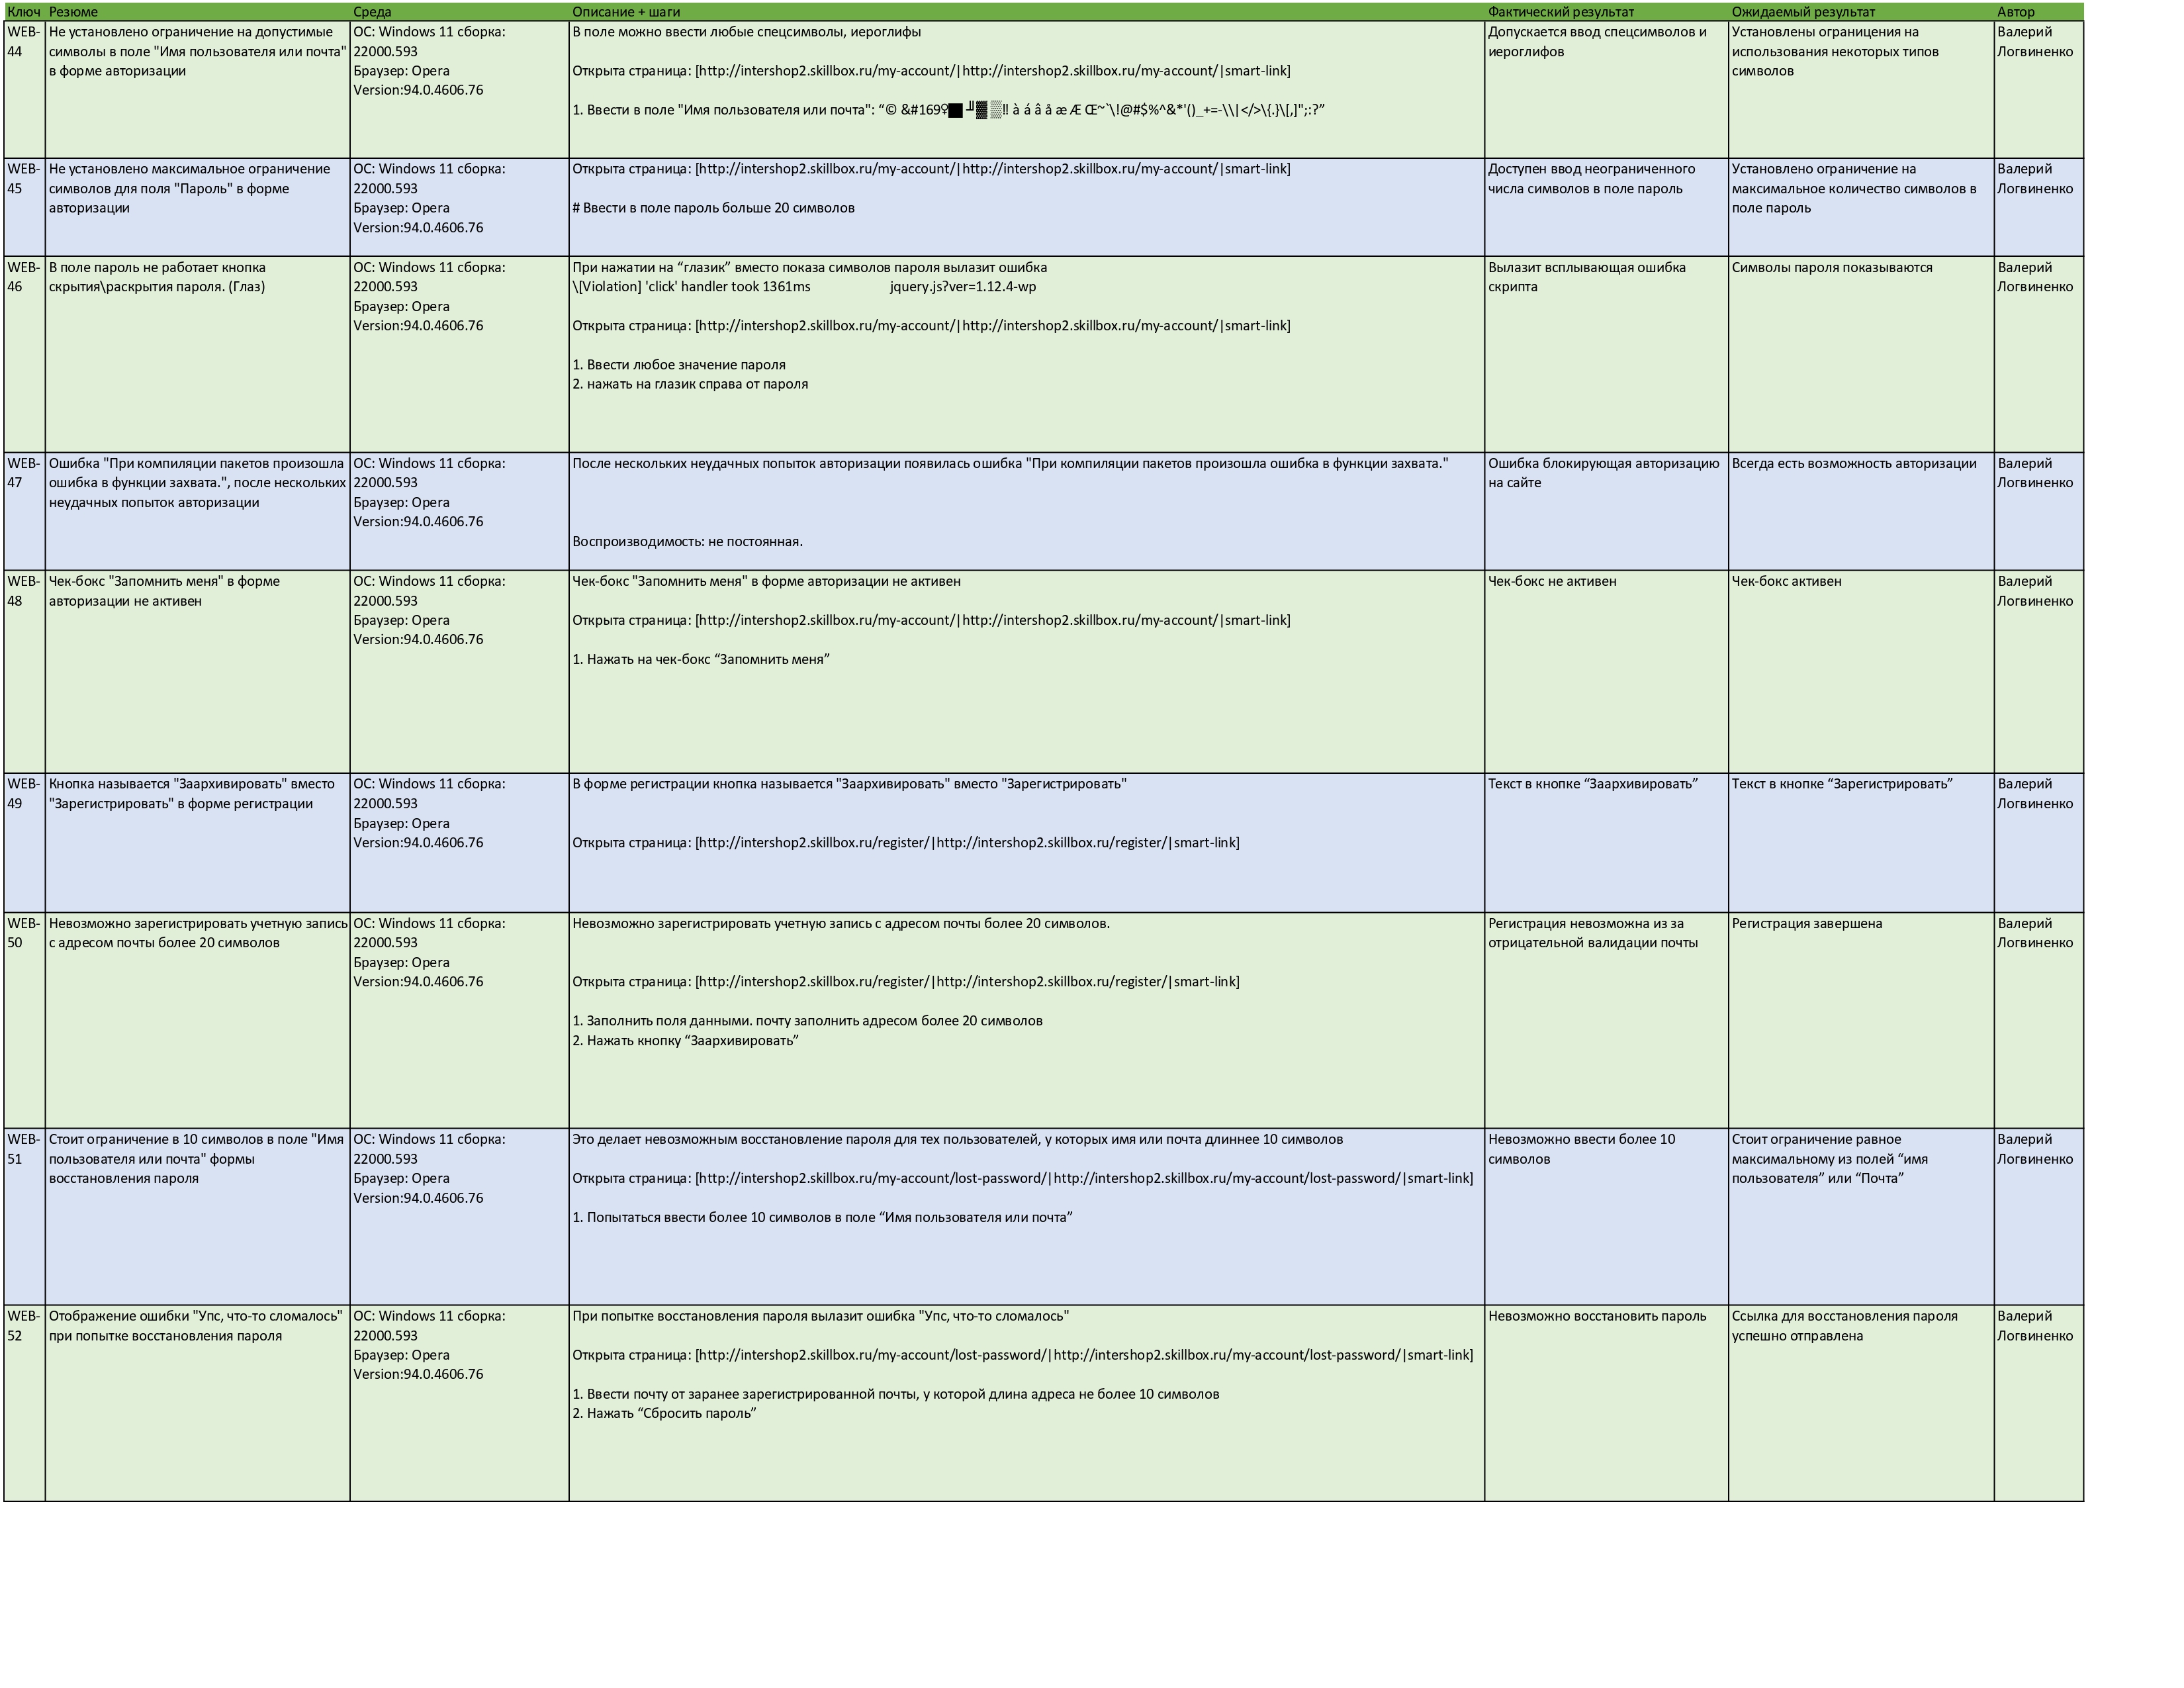 Ключ Резюме Среда Описание + шаги Фактический результат Ожидаемый результат Автор
WEB-
44
Не установлено ограничение на допустимые
символы в поле "Имя пользователя или почта"
в форме авторизации
ОС: Windows 11 сборка:
22000.593
Браузер: Opera
Version:94.0.4606.76
В поле можно ввести любые спецсимволы, иероглифы
Открыта страница: [http://intershop2.skillbox.ru/my-account/|http://intershop2.skillbox.ru/my-account/|smart-link]
1. Ввести в поле "Имя пользователя или почта": “© &#169♀█╜▓▒‼ à á â å æ Æ Œ~`\!@#$%^&*'()_+=-\\|</>\{.}\[,]";:?”
Допускается ввод спецсимволов и
иероглифов
Установлены ограницения на
использования некоторых типов
символов
Валерий
Логвиненко
WEB-
45
Не установлено максимальное ограничение
символов для поля "Пароль" в форме
авторизации
ОС: Windows 11 сборка:
22000.593
Браузер: Opera
Version:94.0.4606.76
Открыта страница: [http://intershop2.skillbox.ru/my-account/|http://intershop2.skillbox.ru/my-account/|smart-link]
# Ввести в поле пароль больше 20 символов
Доступен ввод неограниченного
числа символов в поле пароль
Установлено ограничение на
максимальное количество символов в
поле пароль
Валерий
Логвиненко
WEB-
46
В поле пароль не работает кнопка
скрытия\раскрытия пароля. (Глаз)
ОС: Windows 11 сборка:
22000.593
Браузер: Opera
Version:94.0.4606.76
При нажатии на “глазик” вместо показа символов пароля вылазит ошибка
\[Violation] 'click' handler took 1361ms jquery.js?ver=1.12.4-wp
Открыта страница: [http://intershop2.skillbox.ru/my-account/|http://intershop2.skillbox.ru/my-account/|smart-link]
1. Ввести любое значение пароля
2. нажать на глазик справа от пароля
Вылазит всплывающая ошибка
скрипта
Символы пароля показываются
Валерий
Логвиненко
WEB-
47
Ошибка "При компиляции пакетов произошла
ошибка в функции захвата.", после нескольких
неудачных попыток авторизации
ОС: Windows 11 сборка:
22000.593
Браузер: Opera
Version:94.0.4606.76
После нескольких неудачных попыток авторизации появилась ошибка "При компиляции пакетов произошла ошибка в функции захвата."
Воспроизводимость: не постоянная.
Ошибка блокирующая авторизацию
на сайте
Всегда есть возможность авторизации
Валерий
Логвиненко
WEB-
48
Чек-бокс "Запомнить меня" в форме
авторизации не активен
ОС: Windows 11 сборка:
22000.593
Браузер: Opera
Version:94.0.4606.76
Чек-бокс "Запомнить меня" в форме авторизации не активен
Открыта страница: [http://intershop2.skillbox.ru/my-account/|http://intershop2.skillbox.ru/my-account/|smart-link]
1. Нажать на чек-бокс “Запомнить меня”
Чек-бокс не активен
Чек-бокс активен
Валерий
Логвиненко
WEB-
49
Кнопка называется "Заархивировать" вместо
"Зарегистрировать" в форме регистрации
ОС: Windows 11 сборка:
22000.593
Браузер: Opera
Version:94.0.4606.76
В форме регистрации кнопка называется "Заархивировать" вместо "Зарегистрировать"
Открыта страница: [http://intershop2.skillbox.ru/register/|http://intershop2.skillbox.ru/register/|smart-link]
Текст в кнопке “Заархивировать”
Текст в кнопке “Зарегистрировать”
Валерий
Логвиненко
WEB-
50
Невозможно зарегистрировать учетную запись
с адресом почты более 20 символов
ОС: Windows 11 сборка:
22000.593
Браузер: Opera
Version:94.0.4606.76
Невозможно зарегистрировать учетную запись с адресом почты более 20 символов.
Открыта страница: [http://intershop2.skillbox.ru/register/|http://intershop2.skillbox.ru/register/|smart-link]
1. Заполнить поля данными. почту заполнить адресом более 20 символов
2. Нажать кнопку “Заархивировать”
Регистрация невозможна из за
отрицательной валидации почты
Регистрация завершена
Валерий
Логвиненко
WEB-
51
Стоит ограничение в 10 символов в поле "Имя
пользователя или почта" формы
восстановления пароля
ОС: Windows 11 сборка:
22000.593
Браузер: Opera
Version:94.0.4606.76
Это делает невозможным восстановление пароля для тех пользователей, у которых имя или почта длиннее 10 символов
Открыта страница: [http://intershop2.skillbox.ru/my-account/lost-password/|http://intershop2.skillbox.ru/my-account/lost-password/|smart-link]
1. Попытаться ввести более 10 символов в поле “Имя пользователя или почта”
Невозможно ввести более 10
символов
Стоит ограничение равное
максимальному из полей “имя
пользователя” или “Почта”
Валерий
Логвиненко
WEB-
52
Отображение ошибки "Упс, что-то сломалось"
при попытке восстановления пароля
ОС: Windows 11 сборка:
22000.593
Браузер: Opera
Version:94.0.4606.76
При попытке восстановления пароля вылазит ошибка "Упс, что-то сломалось"
Открыта страница: [http://intershop2.skillbox.ru/my-account/lost-password/|http://intershop2.skillbox.ru/my-account/lost-password/|smart-link]
1. Ввести почту от заранее зарегистрированной почты, у которой длина адреса не более 10 символов
2. Нажать “Сбросить пароль”
Невозможно восстановить пароль
Ссылка для восстановления пароля
успешно отправлена
Валерий
Логвиненко